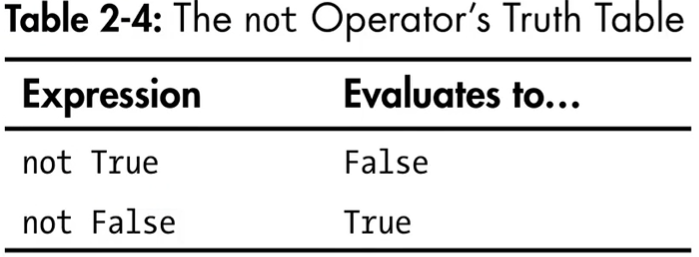 Table 2-4: The not Operator’s Truth Table
Expression Evaluates to…
not True False
not False True